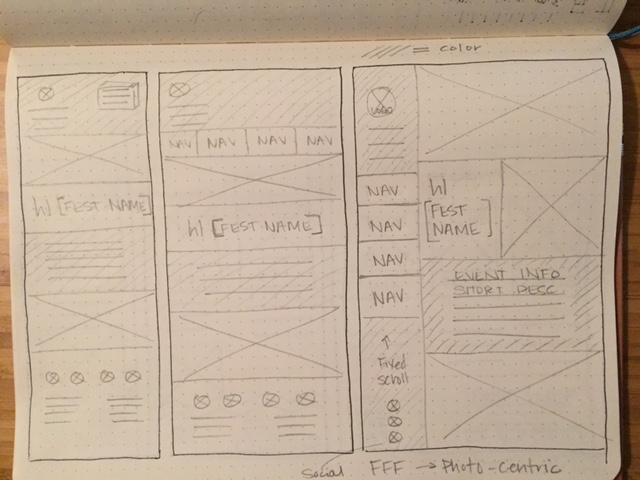 = color
h1 [FEST NAME]
NAV NAV NAV NAV
h1 [FEST NAME]
LOGO
NAV
NAV
NAV
NAV
h1
[FEST
NAME]
EVENT INFO
SHORT DESC
↑
Fixed
scroll
Social
FFF → Photo-centric